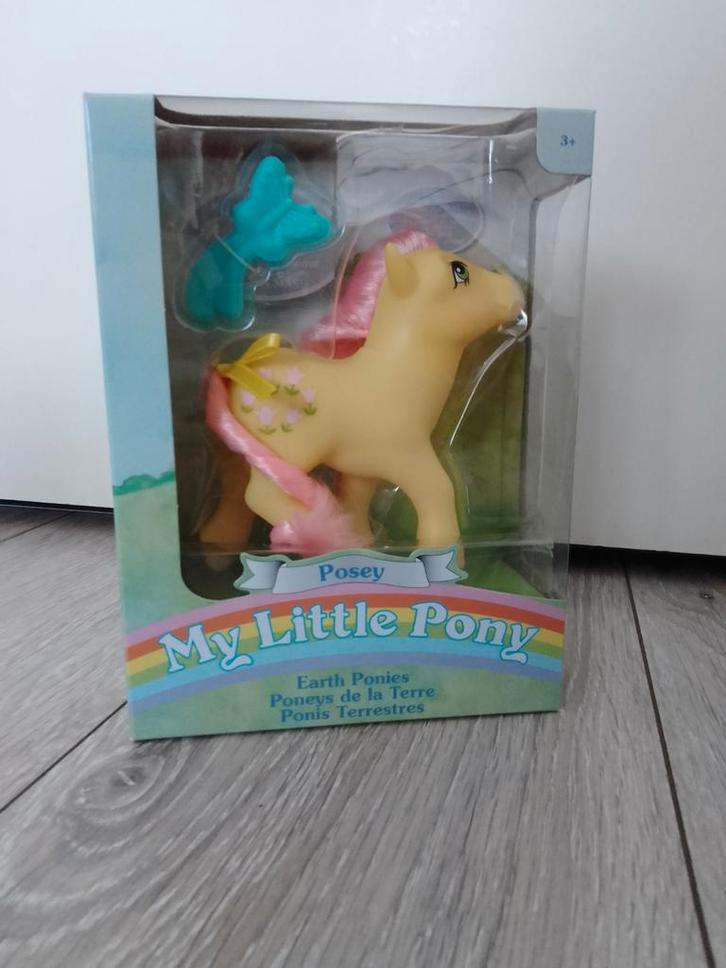 3+
Posey
My Little Pony
Earth Ponies
Poneys de la Terre
Ponis Terrestres